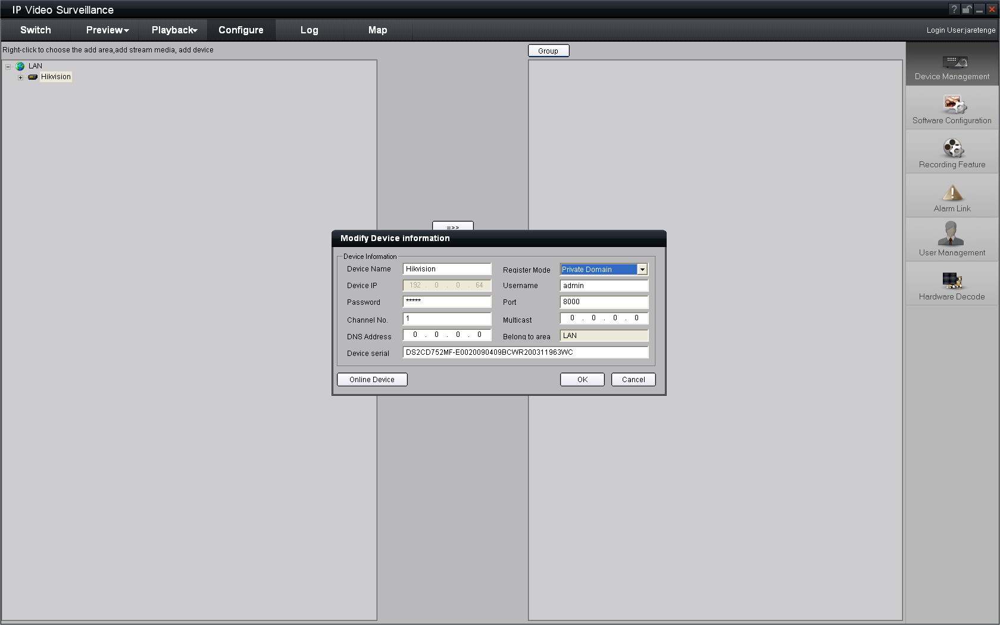 IP Video Surveillance
?
Switch Preview Playback Configure Log Map Login User:jaretenge
Right-click to choose the add area,add stream media, add device
Group
LAN
Hikvision
Device Management
Software Configuration
Recording Feature
Alarm Link
User Management
Hardware Decode
=>>
Modify Device information
Device Information
Device Name Hikvision Register Mode Private Domain
Device IP 192 . 0 . 0 . 64 Username admin
Password ***** Port 8000
Channel No. 1 Multicast 0 . 0 . 0 . 0
DNS Address 0 . 0 . 0 . 0 Belong to area LAN
Device serial DS2CD752MF-E0020090409BCWR200311963WC
Online Device OK Cancel